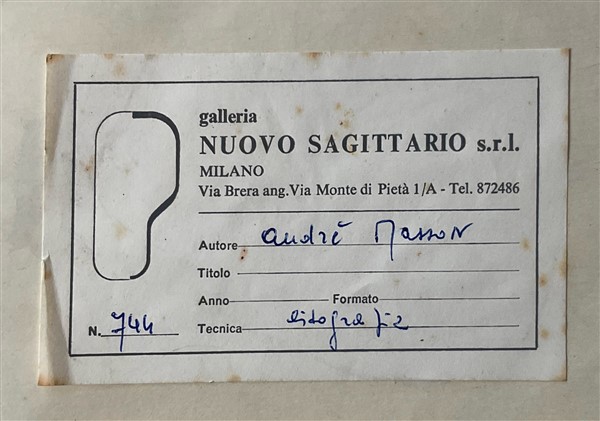 galleria
NUOVO SAGITTARIO s.r.l.
MILANO
Via Brera ang. Via Monte di Pietà 1/A - Tel. 872486
Autore andrè Masson
Titolo
Anno Formato
N. 744 Tecnica litografia